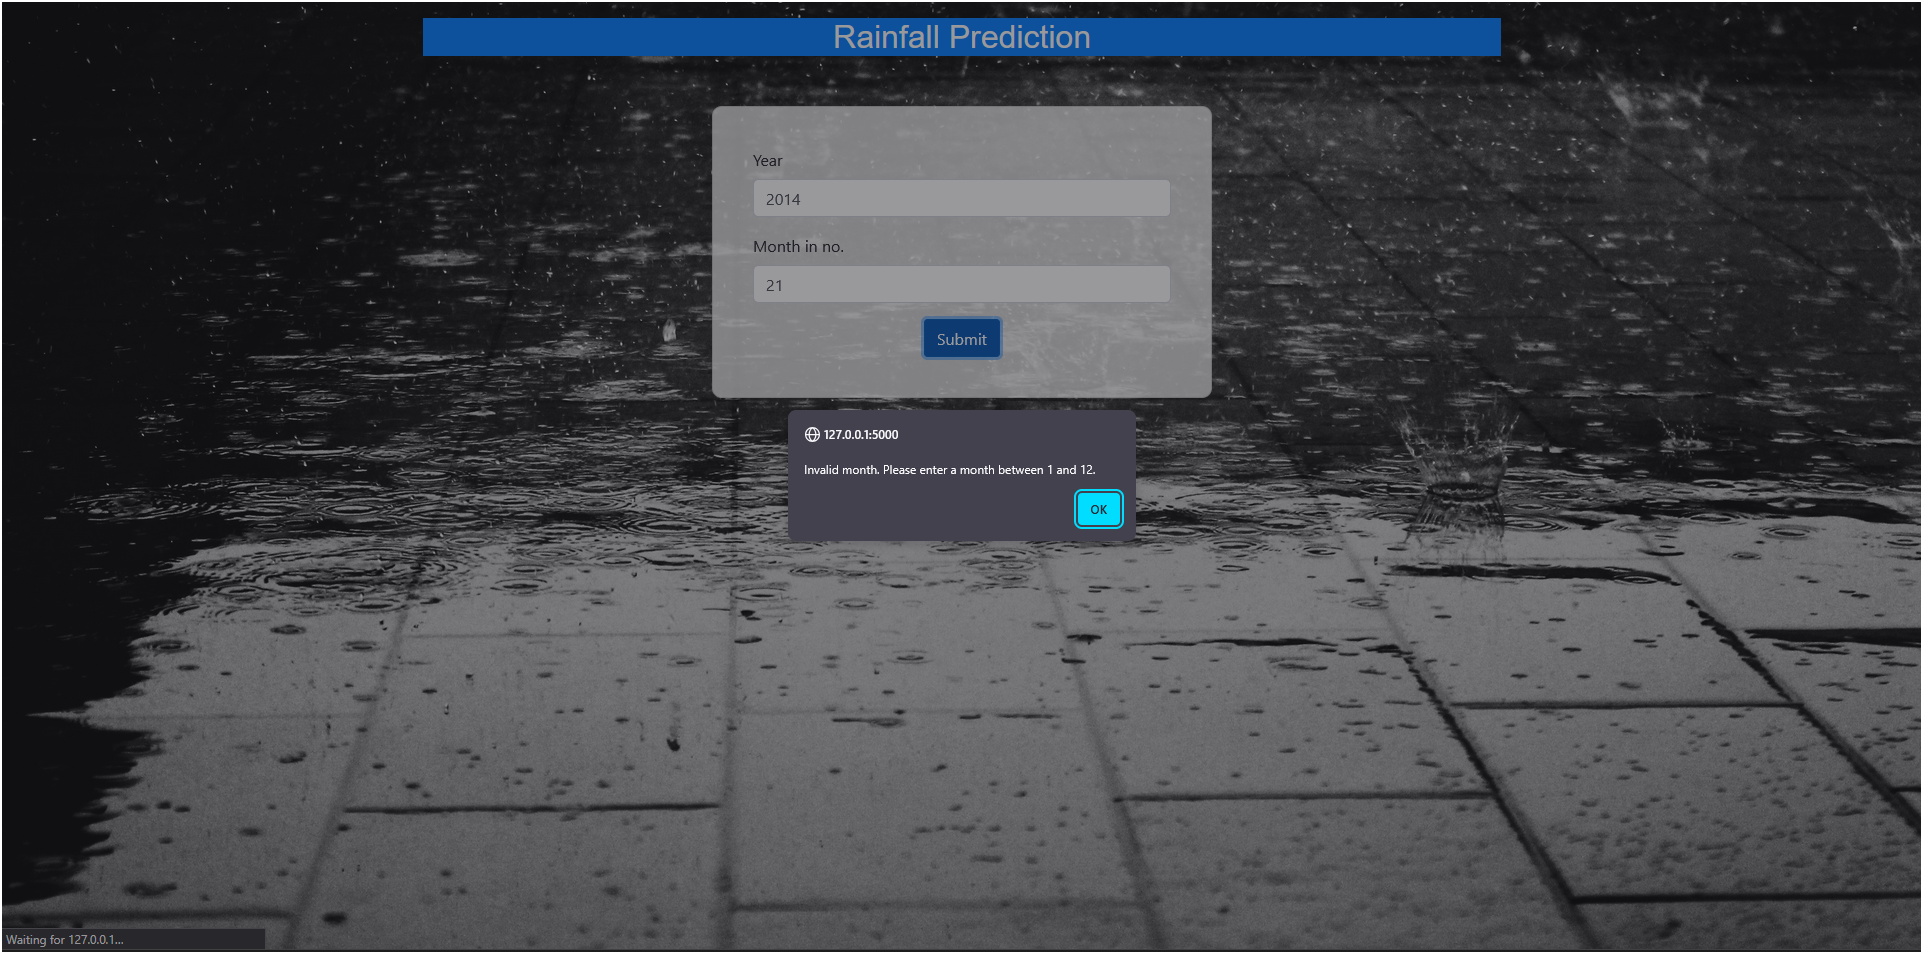 Rainfall Prediction
Year
2014
Month in no.
21
Submit
127.0.0.1:5000
Invalid month. Please enter a month between 1 and 12.
OK
Waiting for 127.0.0.1...